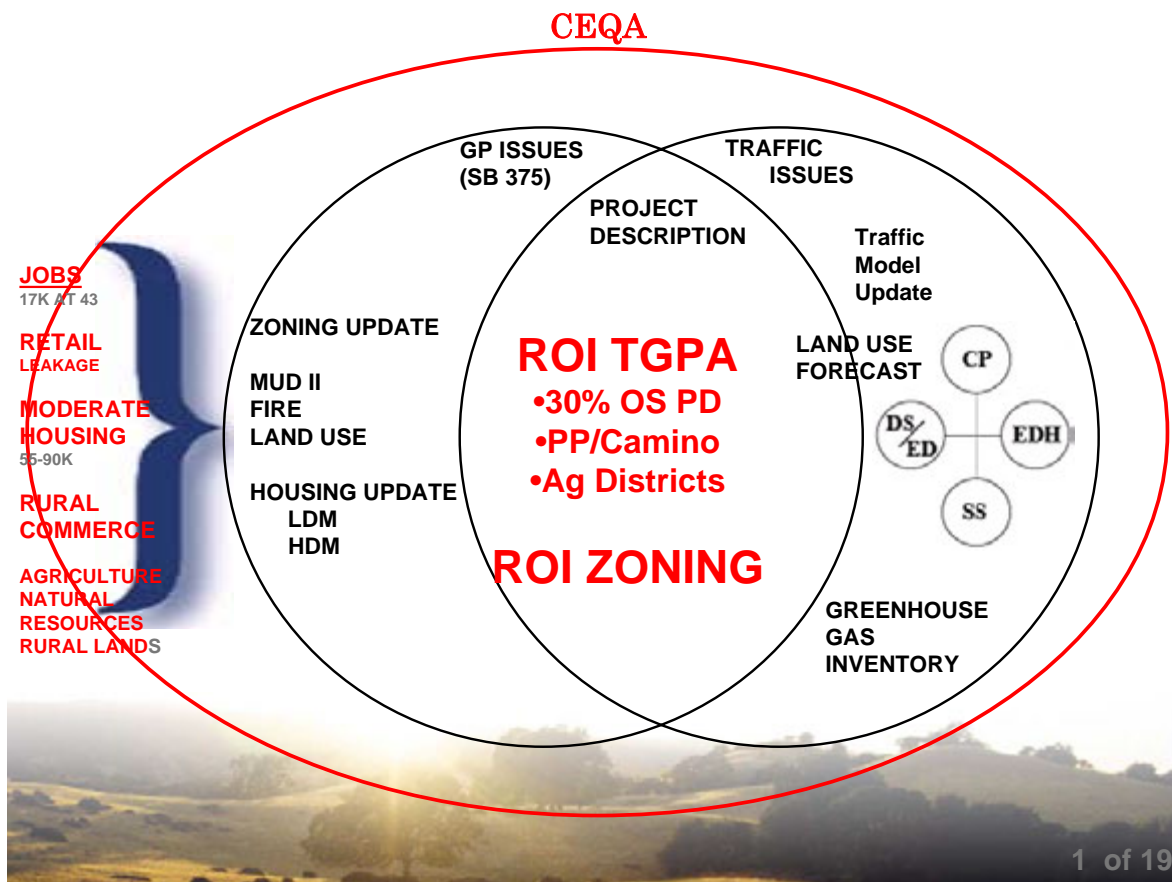 CEQA
GP ISSUES
(SB 375)
TRAFFIC
ISSUES
PROJECT
DESCRIPTION
JOBS
17K AT 43
RETAIL
LEAKAGE
MODERATE
HOUSING
55-90K
RURAL
COMMERCE
AGRICULTURE
NATURAL
RESOURCES
RURAL LANDS
ZONING UPDATE
MUD II
FIRE
LAND USE
HOUSING UPDATE
LDM
HDM
ROI TGPA
•30% OS PD
•PP/Camino
•Ag Districts
ROI ZONING
Traffic
Model
Update
LAND USE
FORECAST
CP
DS/
ED
EDH
SS
GREENHOUSE
GAS
INVENTORY
1 of 19